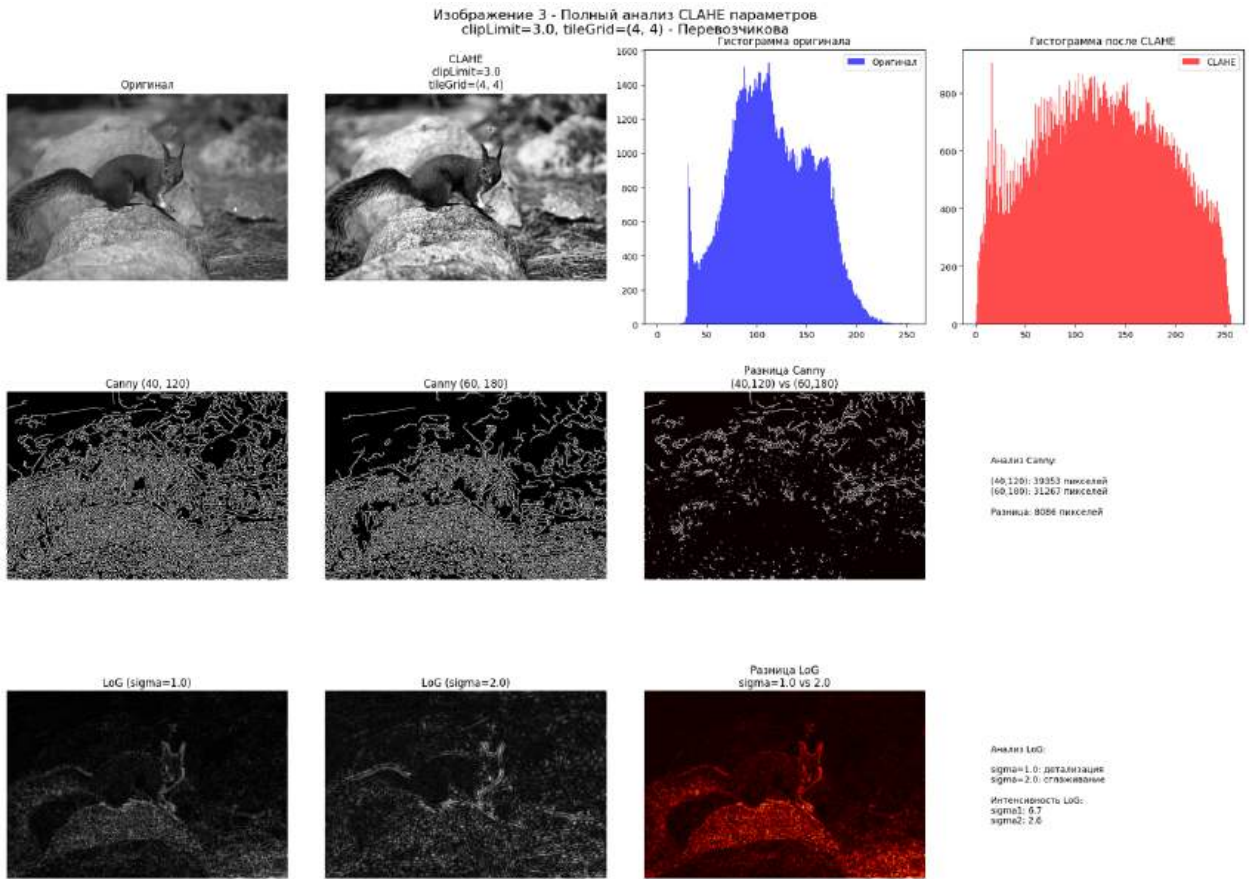 Изображение 3 - Полный анализ CLAHE параметров
clipLimit=3.0, tileGrid=(4, 4) - Перевозчикова
Оригинал
CLAHE
clipLimit=3.0
tileGrid=(4, 4)
Гистограмма оригинала
Оригинал
1600
1400
1200
1000
800
600
400
200
0
0 50 100 150 200 250
Гистограмма после CLAHE
CLAHE
800
600
400
200
0
0 50 100 150 200 250
Canny (40, 120)
Canny (60, 180)
Разница Canny
(40,120) vs (60,180)
Анализ Canny:
(40,120): 39353 пикселей
(60,180): 31267 пикселей
Разница: 8086 пикселей
LoG (sigma=1.0)
LoG (sigma=2.0)
Разница LoG
sigma=1.0 vs 2.0
Анализ LoG:
sigma=1.0: детализация
sigma=2.0: сглаживание
Интенсивность LoG:
sigma1: 6.7
sigma2: 2.6